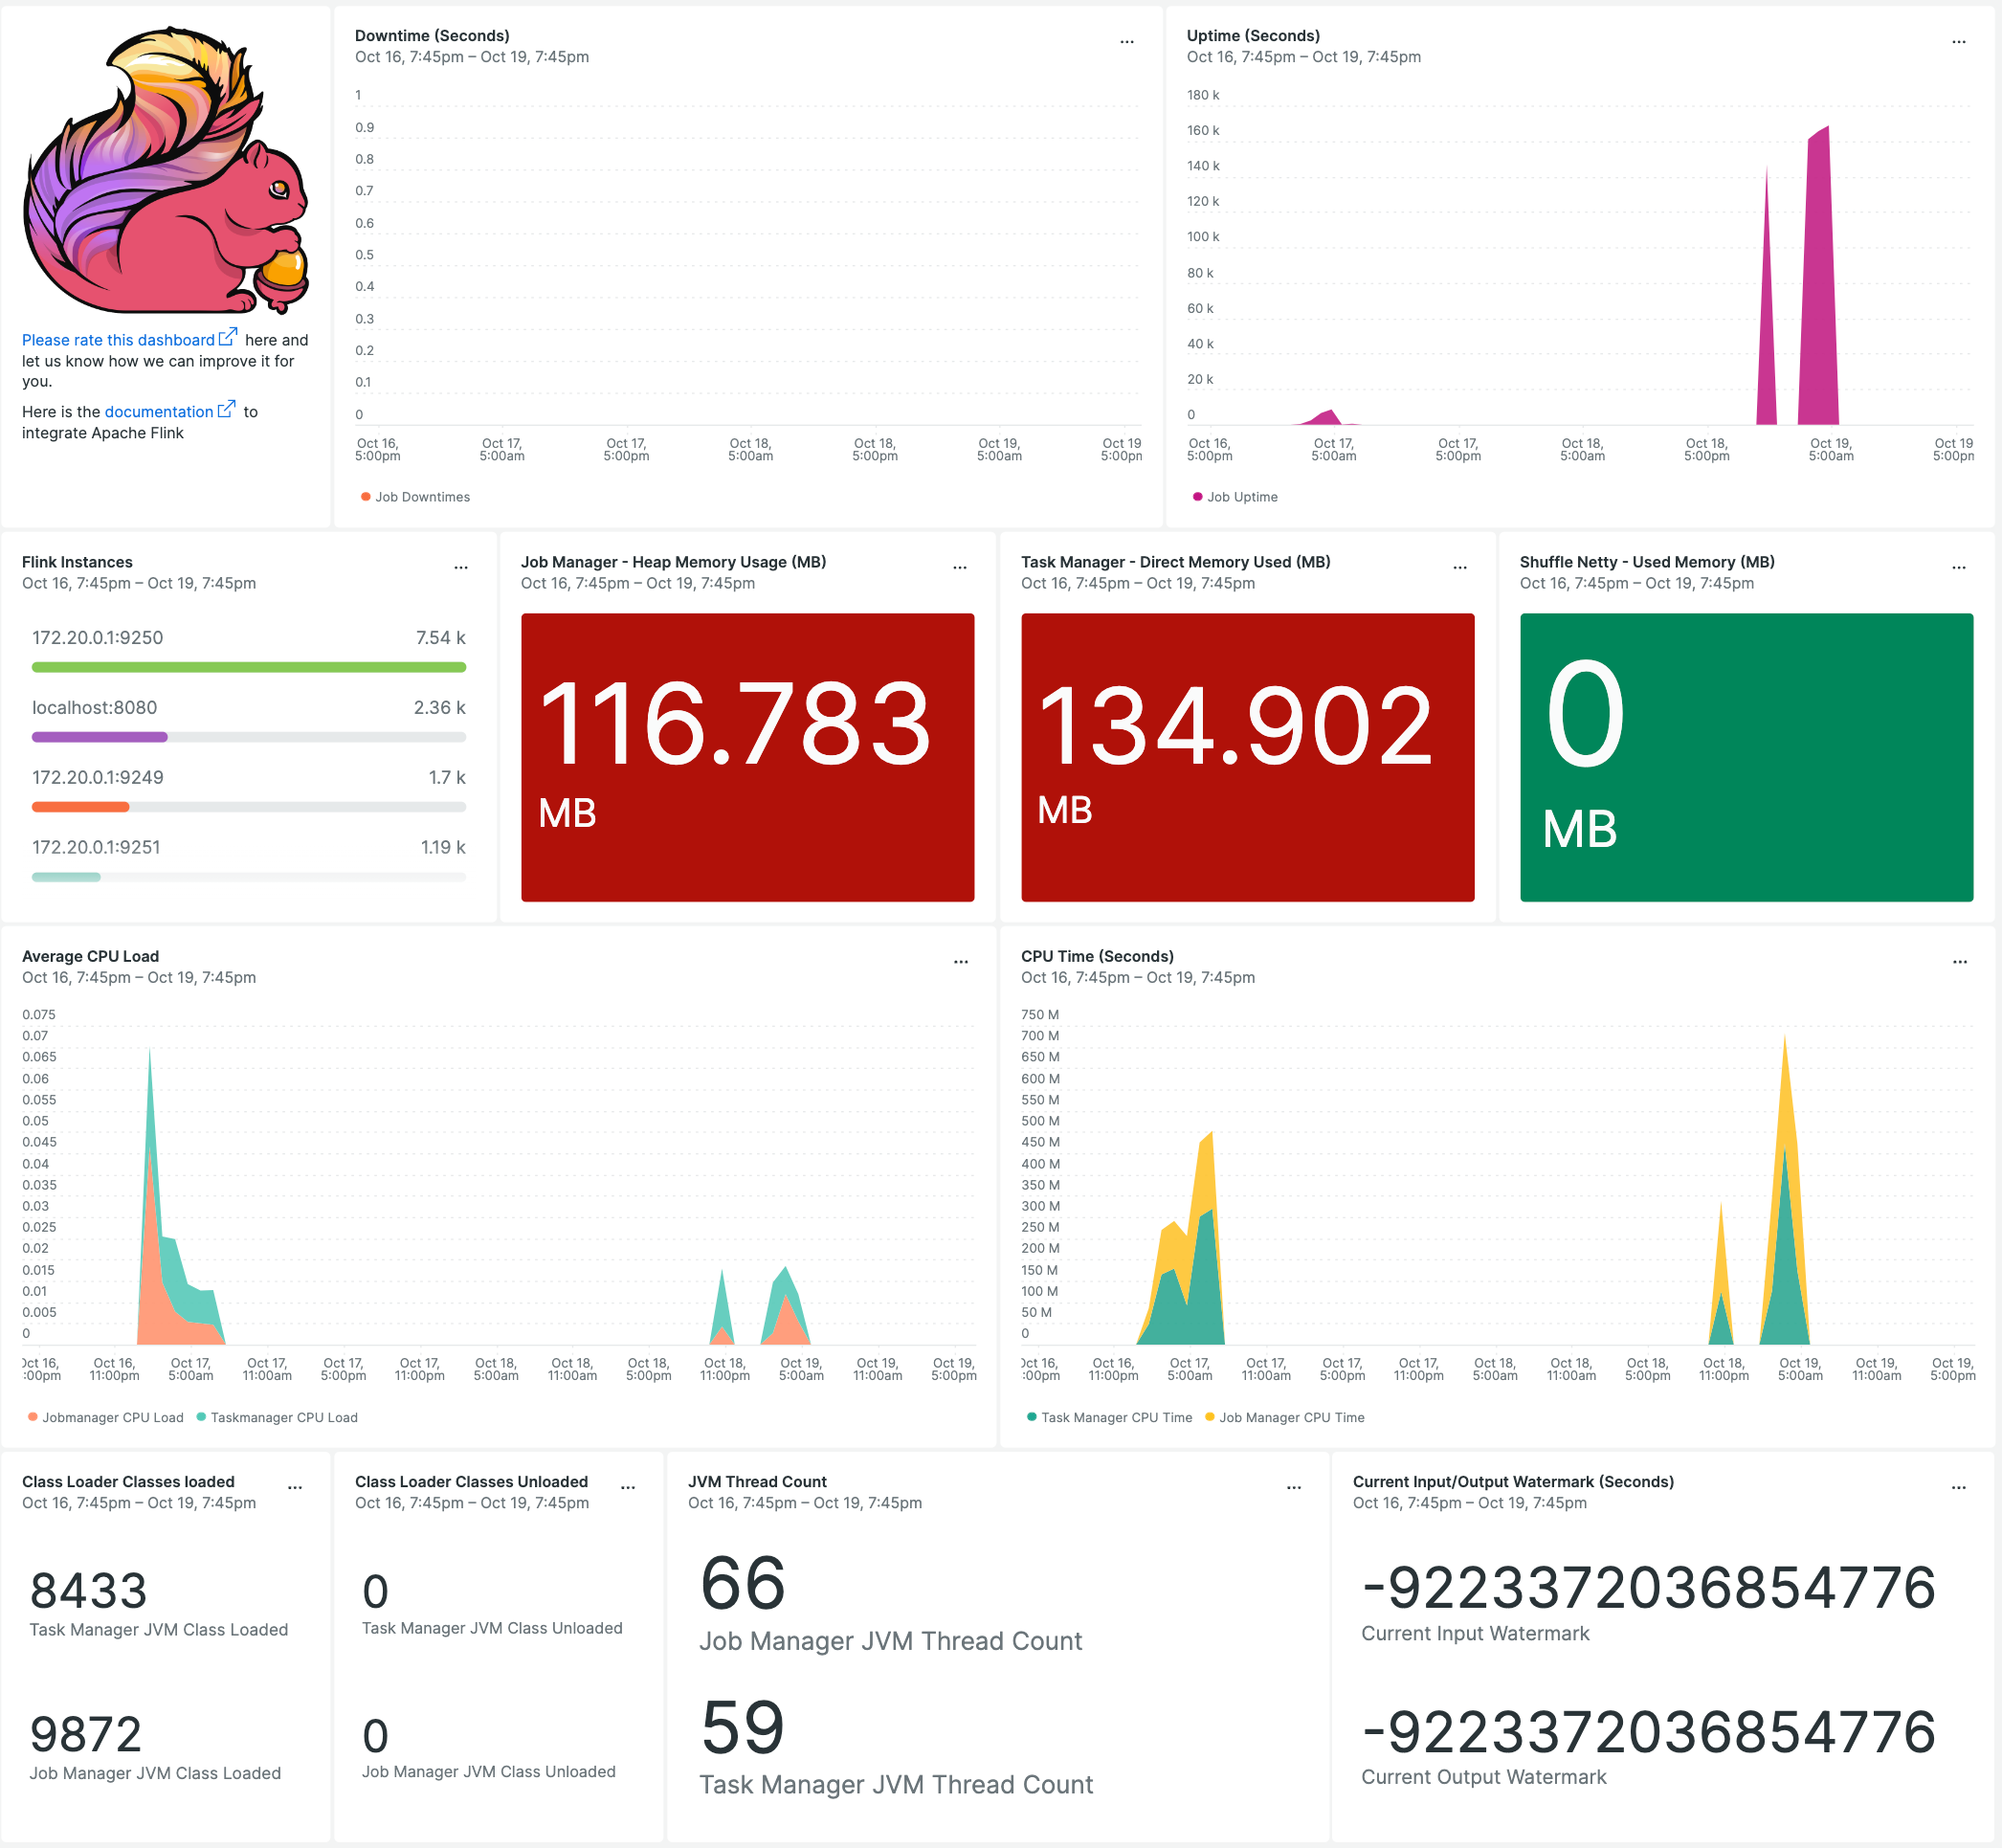 Please rate this dashboard here and
let us know how we can improve it for
you.
Here is the documentation to
integrate Apache Flink
Downtime (Seconds)
...
Oct 16, 7:45pm – Oct 19, 7:45pm
1
0.9
0.8
0.7
0.6
0.5
0.4
0.3
0.2
0.1
0
Oct 16, Oct 17, Oct 17, Oct 18, Oct 18, Oct 19, Oct 19
5:00pm 5:00am 5:00pm 5:00am 5:00pm 5:00am 5:00pm
Job Downtimes
Uptime (Seconds)
...
Oct 16, 7:45pm – Oct 19, 7:45pm
180 k
160 k
140 k
120 k
100 k
80 k
60 k
40 k
20 k
0
Oct 16, Oct 17, Oct 17, Oct 18, Oct 18, Oct 19, Oct 19
5:00pm 5:00am 5:00pm 5:00am 5:00pm 5:00am 5:00pm
Job Uptime
Flink Instances
...
Oct 16, 7:45pm – Oct 19, 7:45pm
172.20.0.1:9250 7.54 k
localhost:8080 2.36 k
172.20.0.1:9249 1.7 k
172.20.0.1:9251 1.19 k
Job Manager - Heap Memory Usage (MB)
...
Oct 16, 7:45pm – Oct 19, 7:45pm
116.783
MB
Task Manager - Direct Memory Used (MB)
...
Oct 16, 7:45pm – Oct 19, 7:45pm
134.902
MB
Shuffle Netty - Used Memory (MB)
...
Oct 16, 7:45pm – Oct 19, 7:45pm
0
MB
Average CPU Load
...
Oct 16, 7:45pm – Oct 19, 7:45pm
0.075
0.07
0.065
0.06
0.055
0.05
0.045
0.04
0.035
0.03
0.025
0.02
0.015
0.01
0.005
0
Oct 16, Oct 16, Oct 17, Oct 17, Oct 17, Oct 17, Oct 18, Oct 18, Oct 18, Oct 18, Oct 19, Oct 19, Oct 19,
:00pm 11:00pm 5:00am 11:00am 5:00pm 11:00pm 5:00am 11:00am 5:00pm 11:00pm 5:00am 11:00am 5:00pm
Jobmanager CPU Load Taskmanager CPU Load
CPU Time (Seconds)
...
Oct 16, 7:45pm – Oct 19, 7:45pm
750 M
700 M
650 M
600 M
550 M
500 M
450 M
400 M
350 M
300 M
250 M
200 M
150 M
100 M
50 M
0
Oct 16, Oct 16, Oct 17, Oct 17, Oct 17, Oct 17, Oct 18, Oct 18, Oct 18, Oct 18, Oct 19, Oct 19, Oct 19,
:00pm 11:00pm 5:00am 11:00am 5:00pm 11:00pm 5:00am 11:00am 5:00pm 11:00pm 5:00am 11:00am 5:00pm
Task Manager CPU Time Job Manager CPU Time
Class Loader Classes loaded
...
Oct 16, 7:45pm – Oct 19, 7:45pm
8433
Task Manager JVM Class Loaded
9872
Job Manager JVM Class Loaded
Class Loader Classes Unloaded
...
Oct 16, 7:45pm – Oct 19, 7:45pm
0
Task Manager JVM Class Unloaded
0
Job Manager JVM Class Unloaded
JVM Thread Count
...
Oct 16, 7:45pm – Oct 19, 7:45pm
66
Job Manager JVM Thread Count
59
Task Manager JVM Thread Count
Current Input/Output Watermark (Seconds)
...
Oct 16, 7:45pm – Oct 19, 7:45pm
-9223372036854776
Current Input Watermark
-9223372036854776
Current Output Watermark